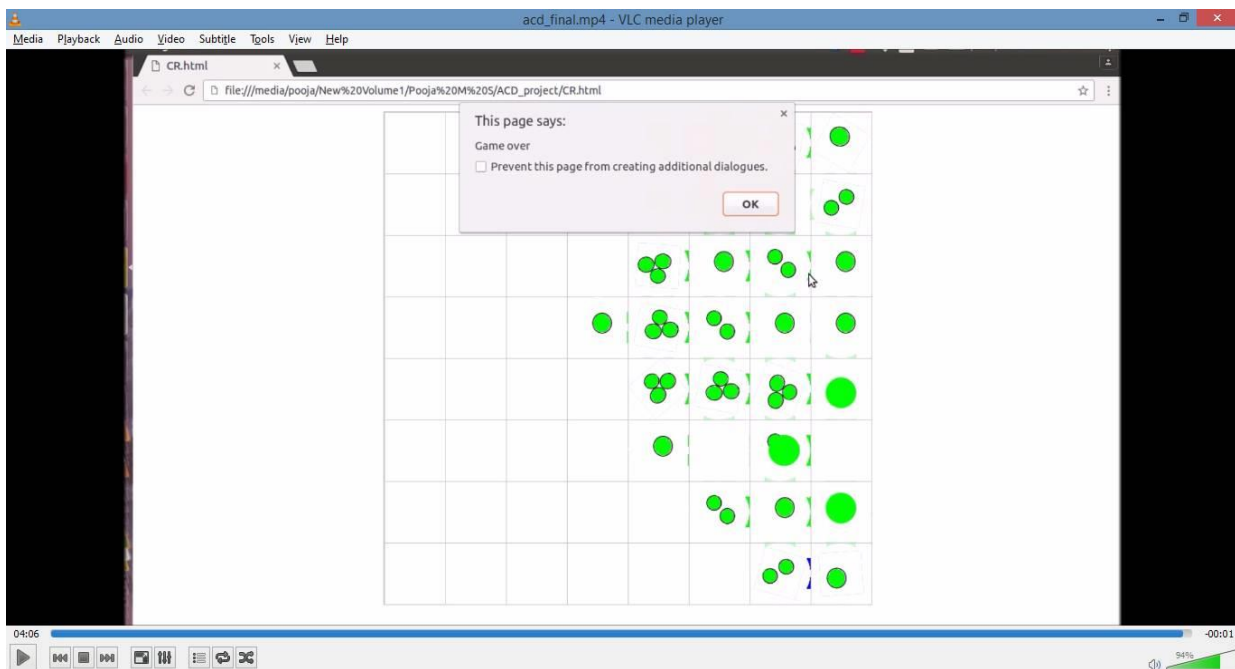 acd_final.mp4 - VLC media player
Media Playback Audio Video Subtitle Tools View Help
CR.html
file:///media/pooja/New%20Volume1/Pooja%20M%20S/ACD_project/CR.html
This page says:
Game over
Prevent this page from creating additional dialogues.
OK
04:06
-00:01
94%